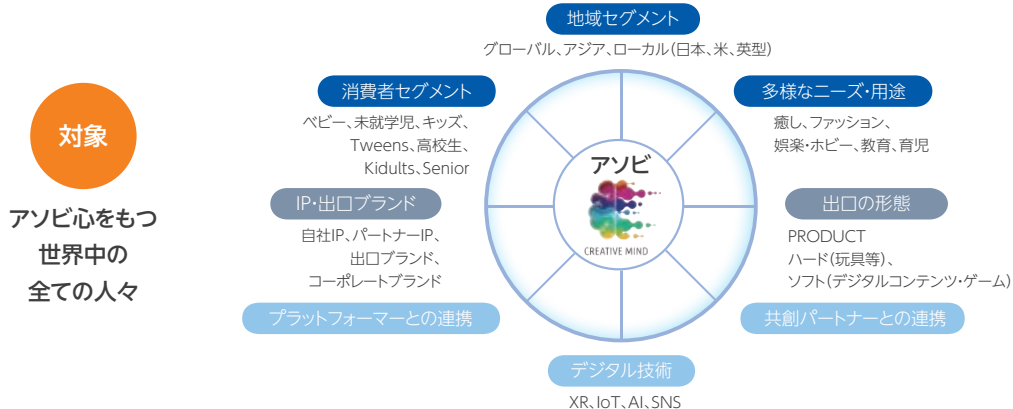 対象
アソビ心をもつ
世界中の
全ての人々
地域セグメント
グローバル、アジア、ローカル(日本、米、英型)
消費者セグメント
ベビー、未就学児、キッズ、
Tweens、高校生、
Kidults、Senior
多様なニーズ・用途
癒し、ファッション、
娯楽・ホビー、教育、育児
アソビ
CREATIVE MIND
IP・出口ブランド
自社IP、パートナーIP、
出口ブランド、
コーポレートブランド
出口の形態
PRODUCT
ハード(玩具等)、
ソフト(デジタルコンテンツ・ゲーム)
プラットフォーマーとの連携
共創パートナーとの連携
デジタル技術
XR、IoT、AI、SNS